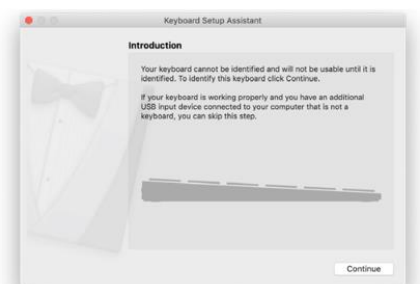 Keyboard Setup Assistant
Introduction
Your keyboard cannot be identified and will not be usable until it is
identified. To identify this keyboard click Continue.
If your keyboard is working properly and you have an additional
USB input device connected to your computer that is not a
keyboard, you can skip this step.
Continue